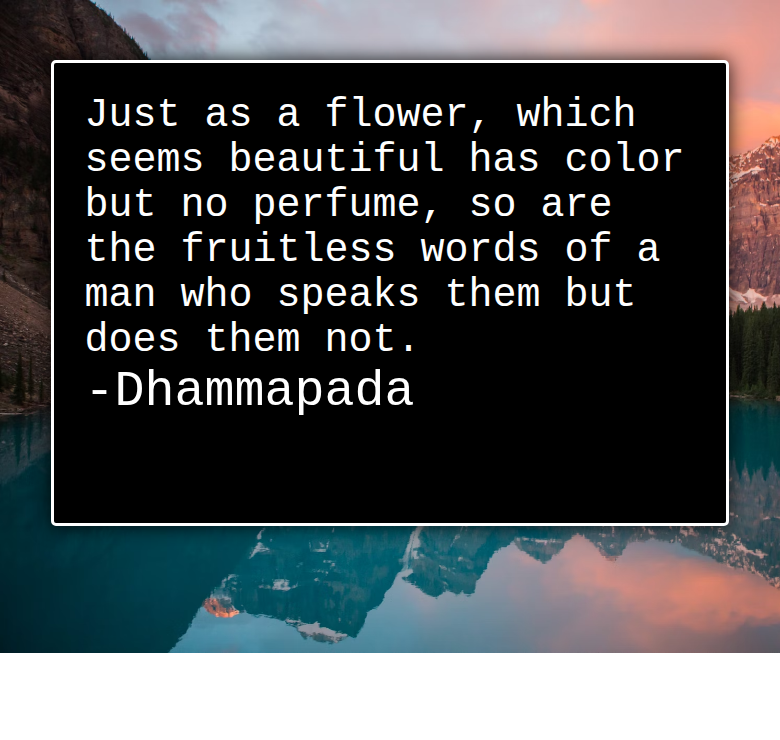 Just as a flower, which
seems beautiful has color
but no perfume, so are
the fruitless words of a
man who speaks them but
does them not.
-Dhammapada